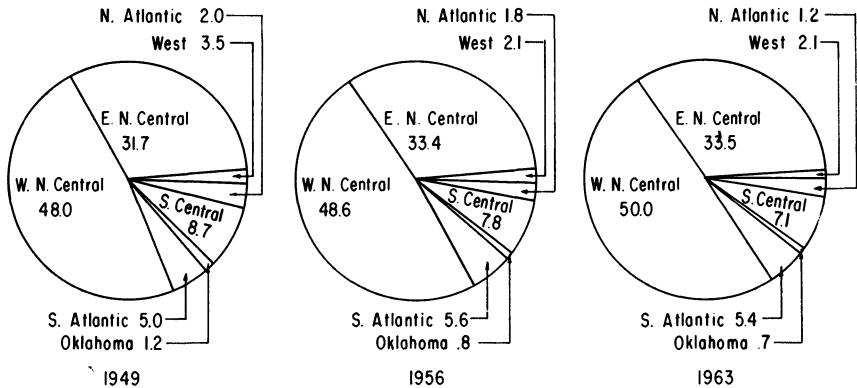 N. Atlantic 2.0
West 3.5
E. N. Central
31.7
W. N. Central
48.0
S. Central
8.7
S. Atlantic 5.0
Oklahoma 1.2
1949
N. Atlantic 1.8
West 2.1
E. N. Central
33.4
W. N. Central
48.6
S. Central
7.8
S. Atlantic 5.6
Oklahoma .8
1956
N. Atlantic 1.2
West 2.1
E. N. Central
33.5
W. N. Central
50.0
S. Central
7.1
S. Atlantic 5.4
Oklahoma .7
1963